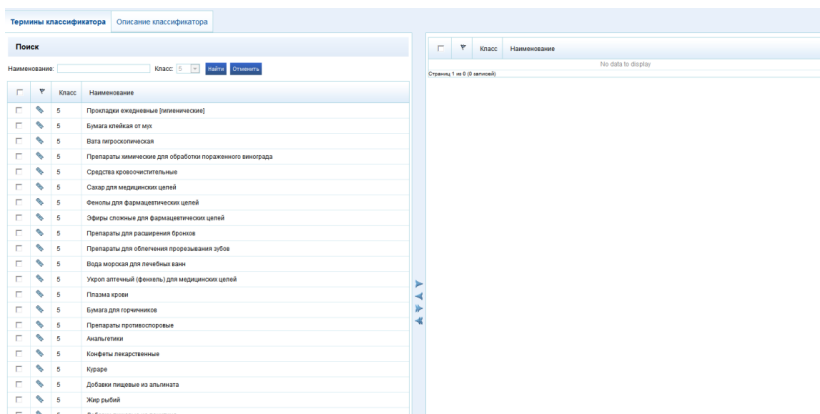 Термины классификатора Описание классификатора
Поиск
Наименование: Класс: 5 Найти Отменить
Класс Наименование
5 Прокладки ежедневные [гигиенические]
5 Бумага клейкая от мух
5 Вата гигроскопическая
5 Препараты химические для обработки пораженного винограда
5 Средства кровоочистительные
5 Сахар для медицинских целей
5 Фенолы для фармацевтических целей
5 Эфиры сложные для фармацевтических целей
5 Препараты для расширения бронхов
5 Препараты для облегчения прорезывания зубов
5 Вода морская для лечебных ванн
5 Укроп аптечный (фенхель) для медицинских целей
5 Плазма крови
5 Бумага для горчичников
5 Препараты противоспоровые
5 Анальгетики
5 Конфеты лекарственные
5 Кураре
5 Добавки пищевые из альгината
5 Жир рыбий
Класс Наименование
No data to display
Страниц 1 из 0 (0 записей)